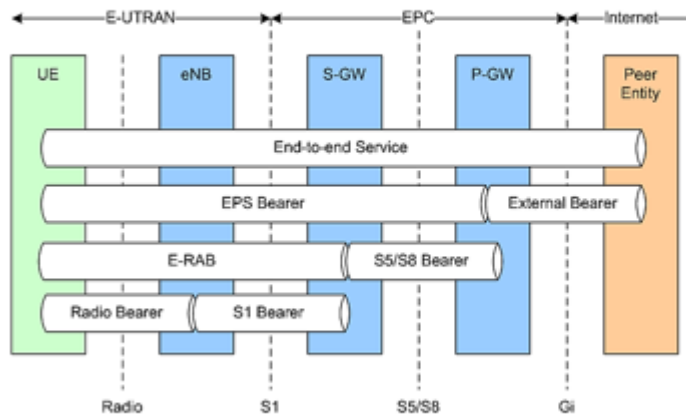 E-UTRAN EPC Internet
UE eNB S-GW P-GW Peer
Entity
End-to-end Service
EPS Bearer External Bearer
E-RAB S5/S8 Bearer
Radio Bearer S1 Bearer
Radio S1 S5/S8 Gi